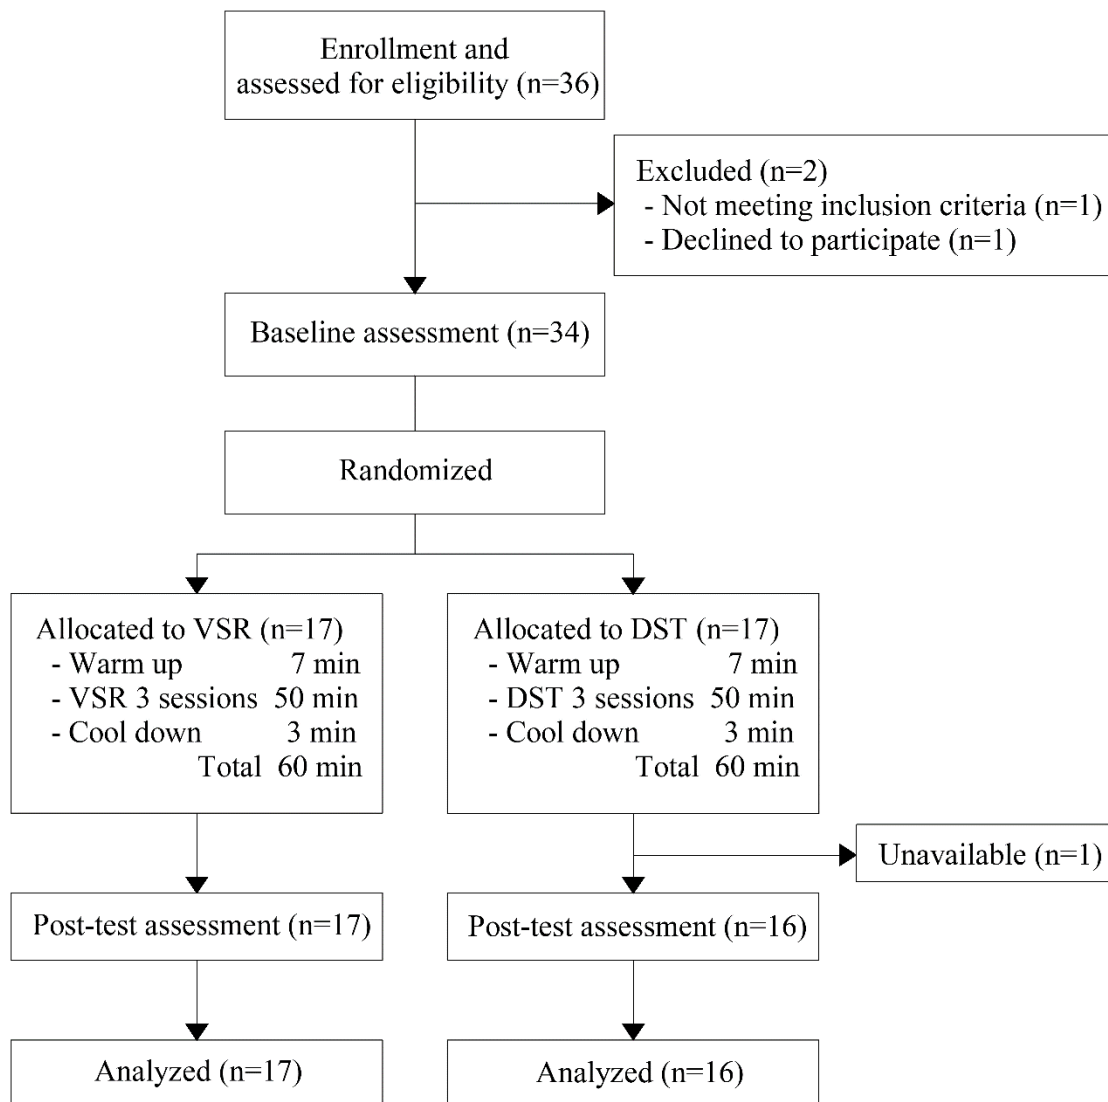 Enrollment and
assessed for eligibility (n=36)
Excluded (n=2)
- Not meeting inclusion criteria (n=1)
- Declined to participate (n=1)
Baseline assessment (n=34)
Randomized
Allocated to VSR (n=17)
- Warm up 7 min
- VSR 3 sessions 50 min
- Cool down 3 min
Total 60 min
Allocated to DST (n=17)
- Warm up 7 min
- DST 3 sessions 50 min
- Cool down 3 min
Total 60 min
Unavailable (n=1)
Post-test assessment (n=17)
Post-test assessment (n=16)
Analyzed (n=17)
Analyzed (n=16)